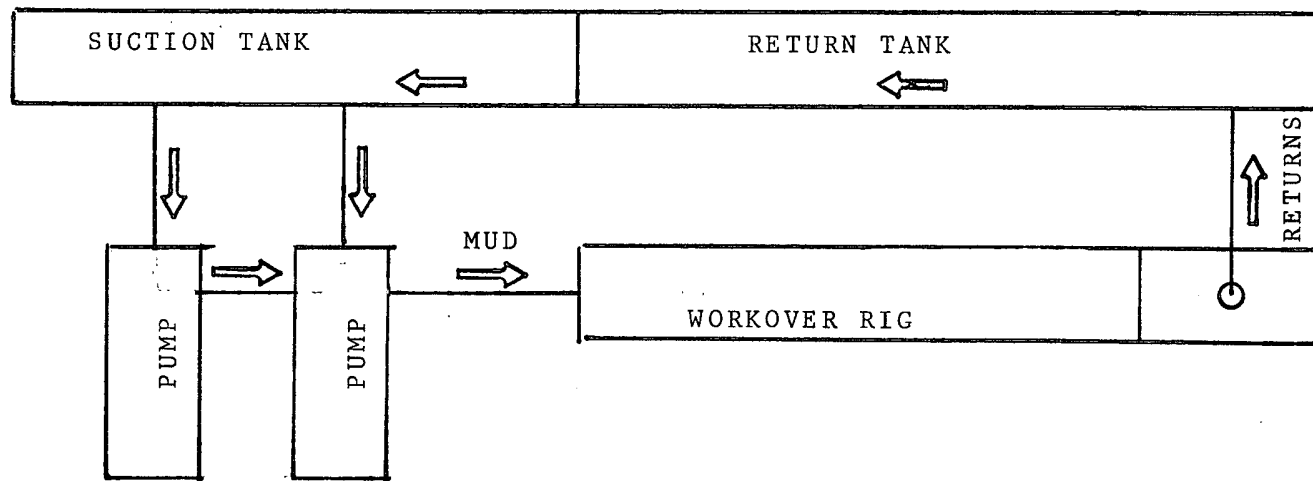 SUCTION TANK
RETURN TANK
RETURNS
MUD
PUMP
PUMP
WORKOVER RIG